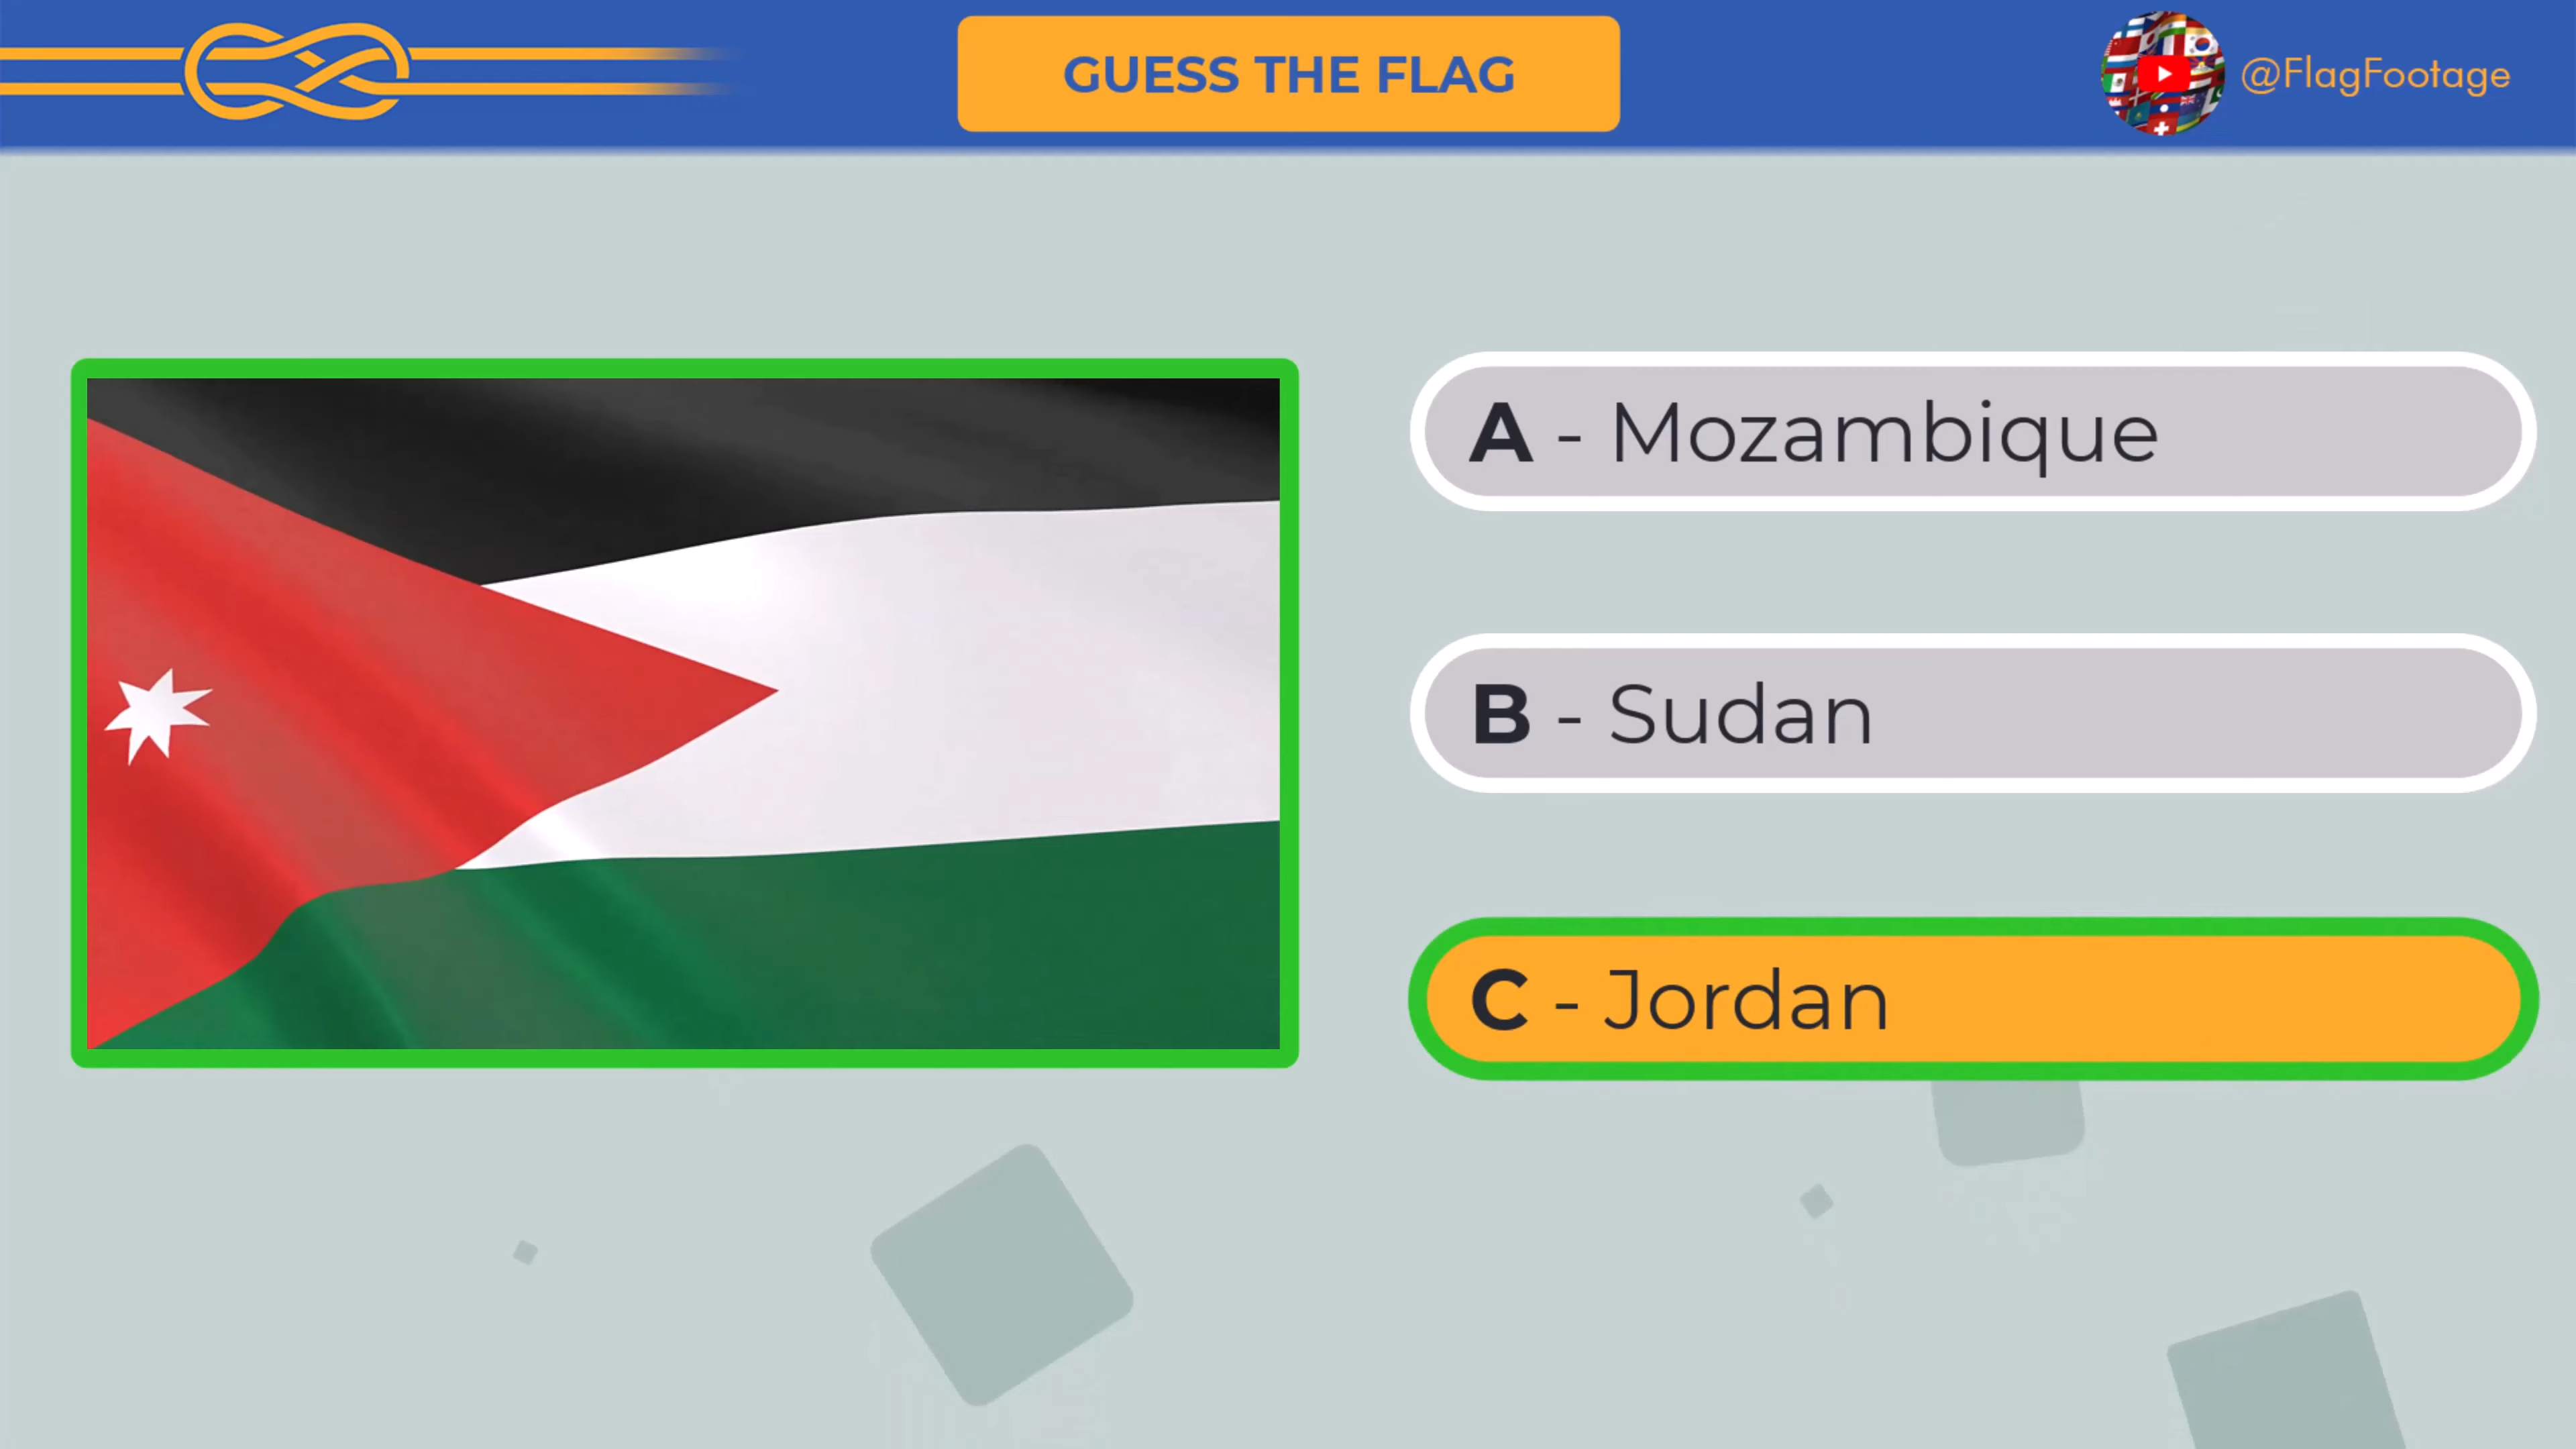 GUESS THE FLAG
@FlagFootage
A - Mozambique
B - Sudan
C - Jordan